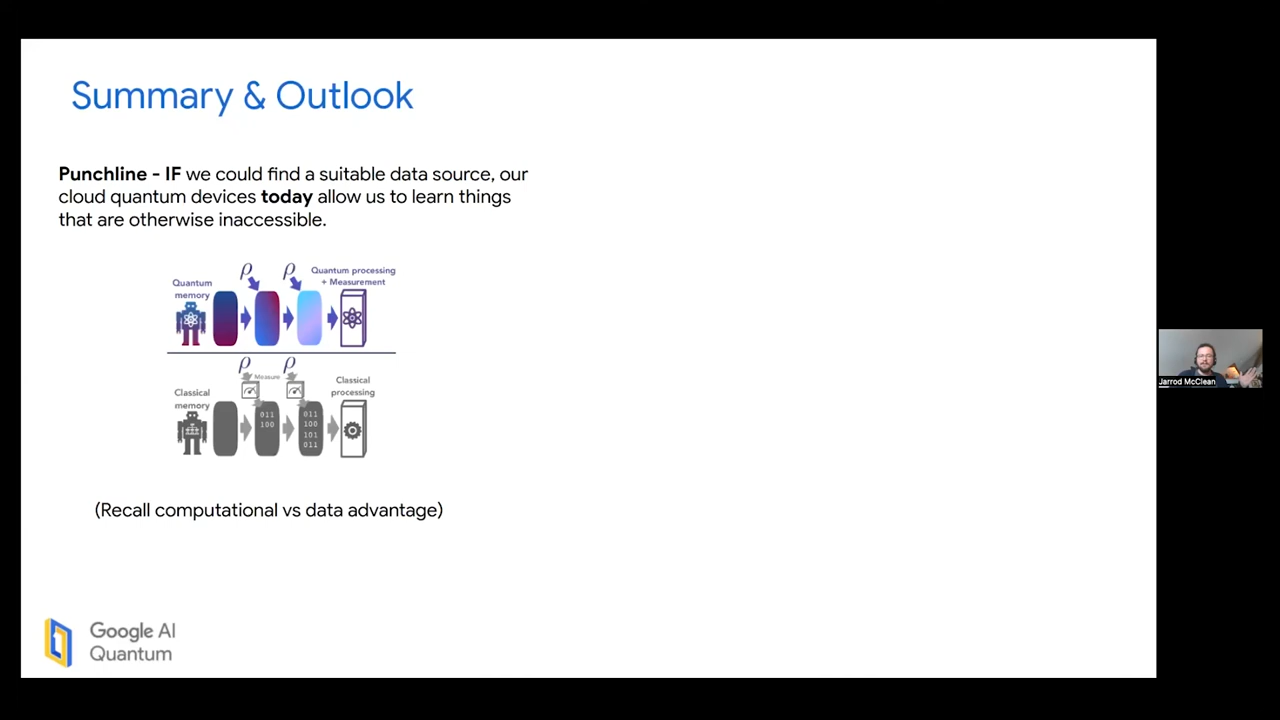 Summary & Outlook
Punchline - IF we could find a suitable data source, our
cloud quantum devices today allow us to learn things
that are otherwise inaccessible.
Quantum
memory
ρ
ρ
Quantum processing
+ Measurement
Classical
memory
ρ
Measure
ρ
Classical
processing
011
100
011
100
101
011
(Recall computational vs data advantage)
Google AI
Quantum
Jarrod McClean